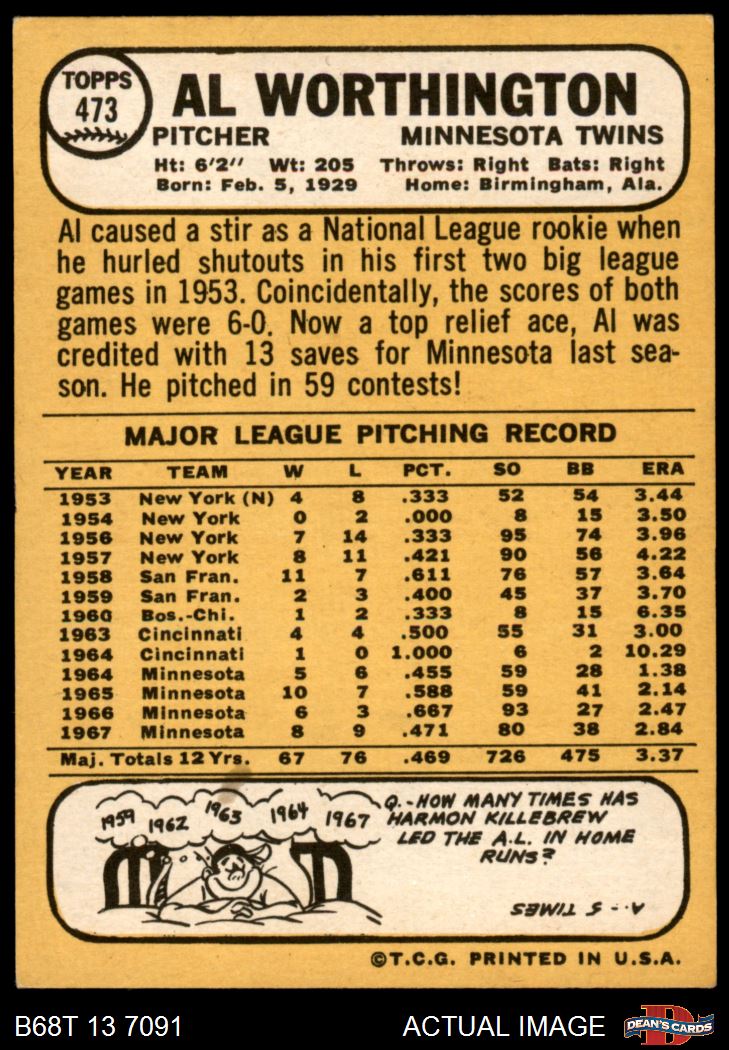 TOPPS
473
AL WORTHINGTON
PITCHER MINNESOTA TWINS
Ht: 6'2'' Wt: 205 Throws: Right Bats: Right
Born: Feb. 5, 1929 Home: Birmingham, Ala.
Al caused a stir as a National League rookie when
he hurled shutouts in his first two big league
games in 1953. Coincidentally, the scores of both
games were 6-0. Now a top relief ace, Al was
credited with 13 saves for Minnesota last sea-
son. He pitched in 59 contests!
MAJOR LEAGUE PITCHING RECORD
YEAR TEAM W L PCT. SO BB ERA
1953 New York (N) 4 8 .333 52 54 3.44
1954 New York 0 2 .000 8 15 3.50
1956 New York 7 14 .333 95 74 3.96
1957 New York 8 11 .421 90 56 4.22
1958 San Fran. 11 7 .611 76 57 3.64
1959 San Fran. 2 3 .400 45 37 3.70
1960 Bos.-Chi. 1 2 .333 8 15 6.35
1963 Cincinnati 4 4 .500 55 31 3.00
1964 Cincinnati 1 0 1.000 6 2 10.29
1964 Minnesota 5 6 .455 59 28 1.38
1965 Minnesota 10 7 .588 59 41 2.14
1966 Minnesota 6 3 .667 93 27 2.47
1967 Minnesota 8 9 .471 80 38 2.84
Maj. Totals 12 Yrs. 67 76 .469 726 475 3.37
1959 1962 1963 1964 1967
Q.-HOW MANY TIMES HAS
HARMON KILLEBREW
LED THE A.L. IN HOME
RUNS?
A.- 5 TIMES
©T.C.G. PRINTED IN U.S.A.
B68T 13 7091 ACTUAL IMAGE
DEAN'S CARDS